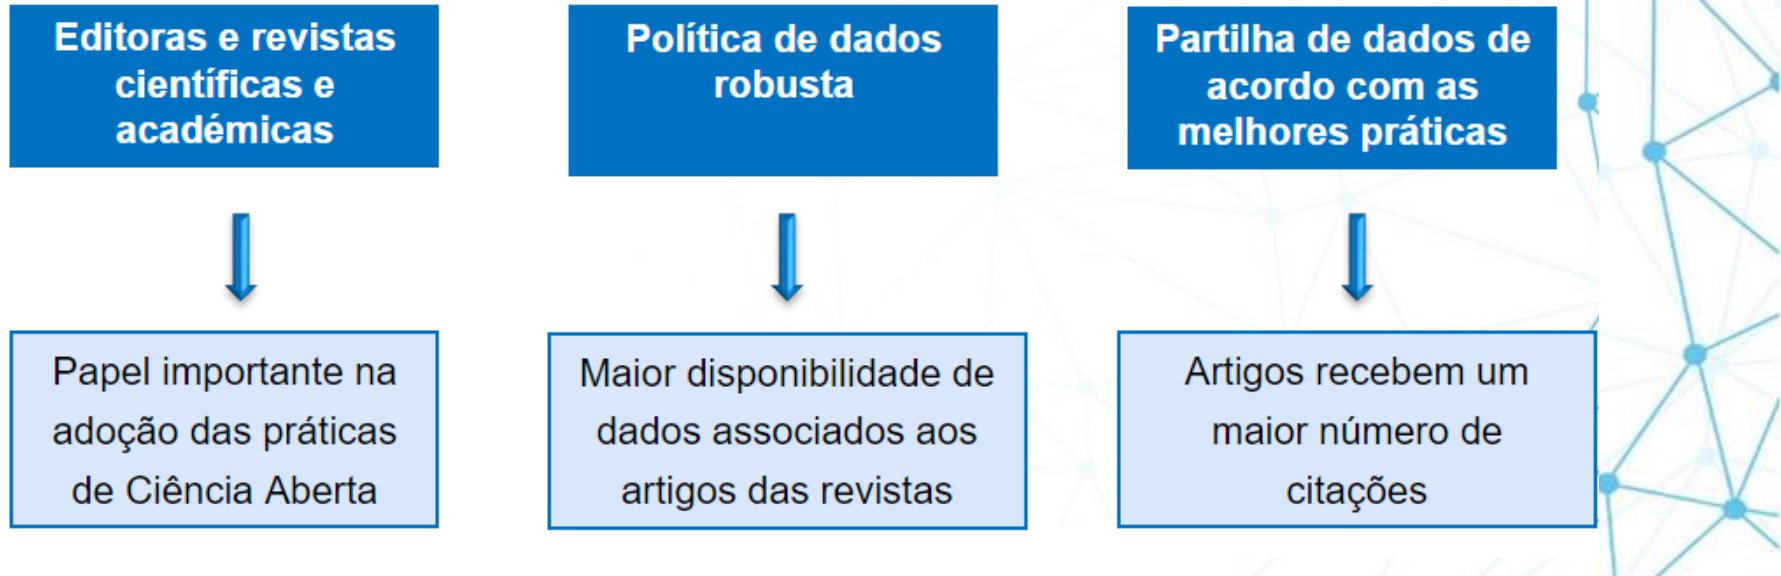 Editoras e revistas
científicas e
académicas
Papel importante na
adoção das práticas
de Ciência Aberta
Política de dados
robusta
Maior disponibilidade de
dados associados aos
artigos das revistas
Partilha de dados de
acordo com as
melhores práticas
Artigos recebem um
maior número de
citações